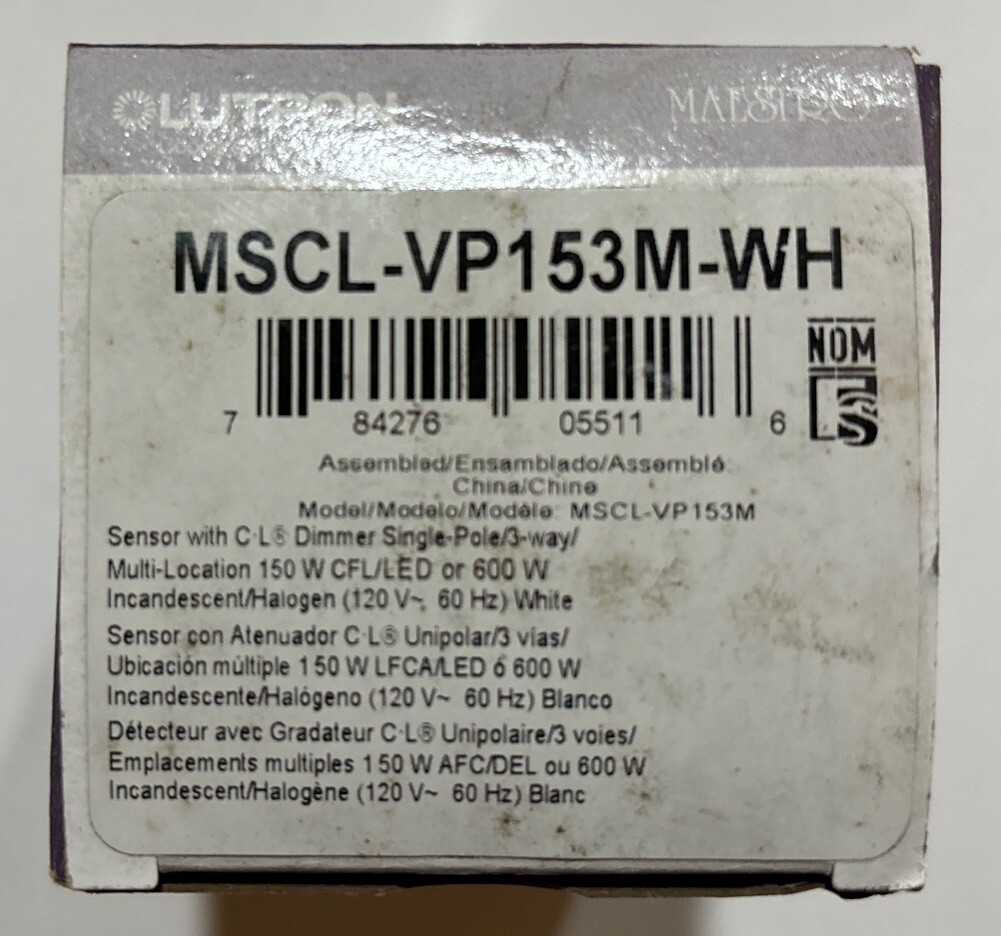 LUTRON
MAESTRO
MSCL-VP153M-WH
7 84276 05511 6
NOM
Assembled/Ensamblado/Assemblé:
China/Chine
Model/Modelo/Modèle: MSCL-VP153M
Sensor with C·L® Dimmer Single-Pole/3-way/
Multi-Location 150 W CFL/LED or 600 W
Incandescent/Halogen (120 V~, 60 Hz) White
Sensor con Atenuador C·L® Unipolar/3 vías/
Ubicación múltiple 150 W LFCA/LED ó 600 W
Incandescente/Halógeno (120 V~ 60 Hz) Blanco
Détecteur avec Gradateur C·L® Unipolaire/3 voies/
Emplacements multiples 150 W AFC/DEL ou 600 W
Incandescent/Halogène (120 V~ 60 Hz) Blanc